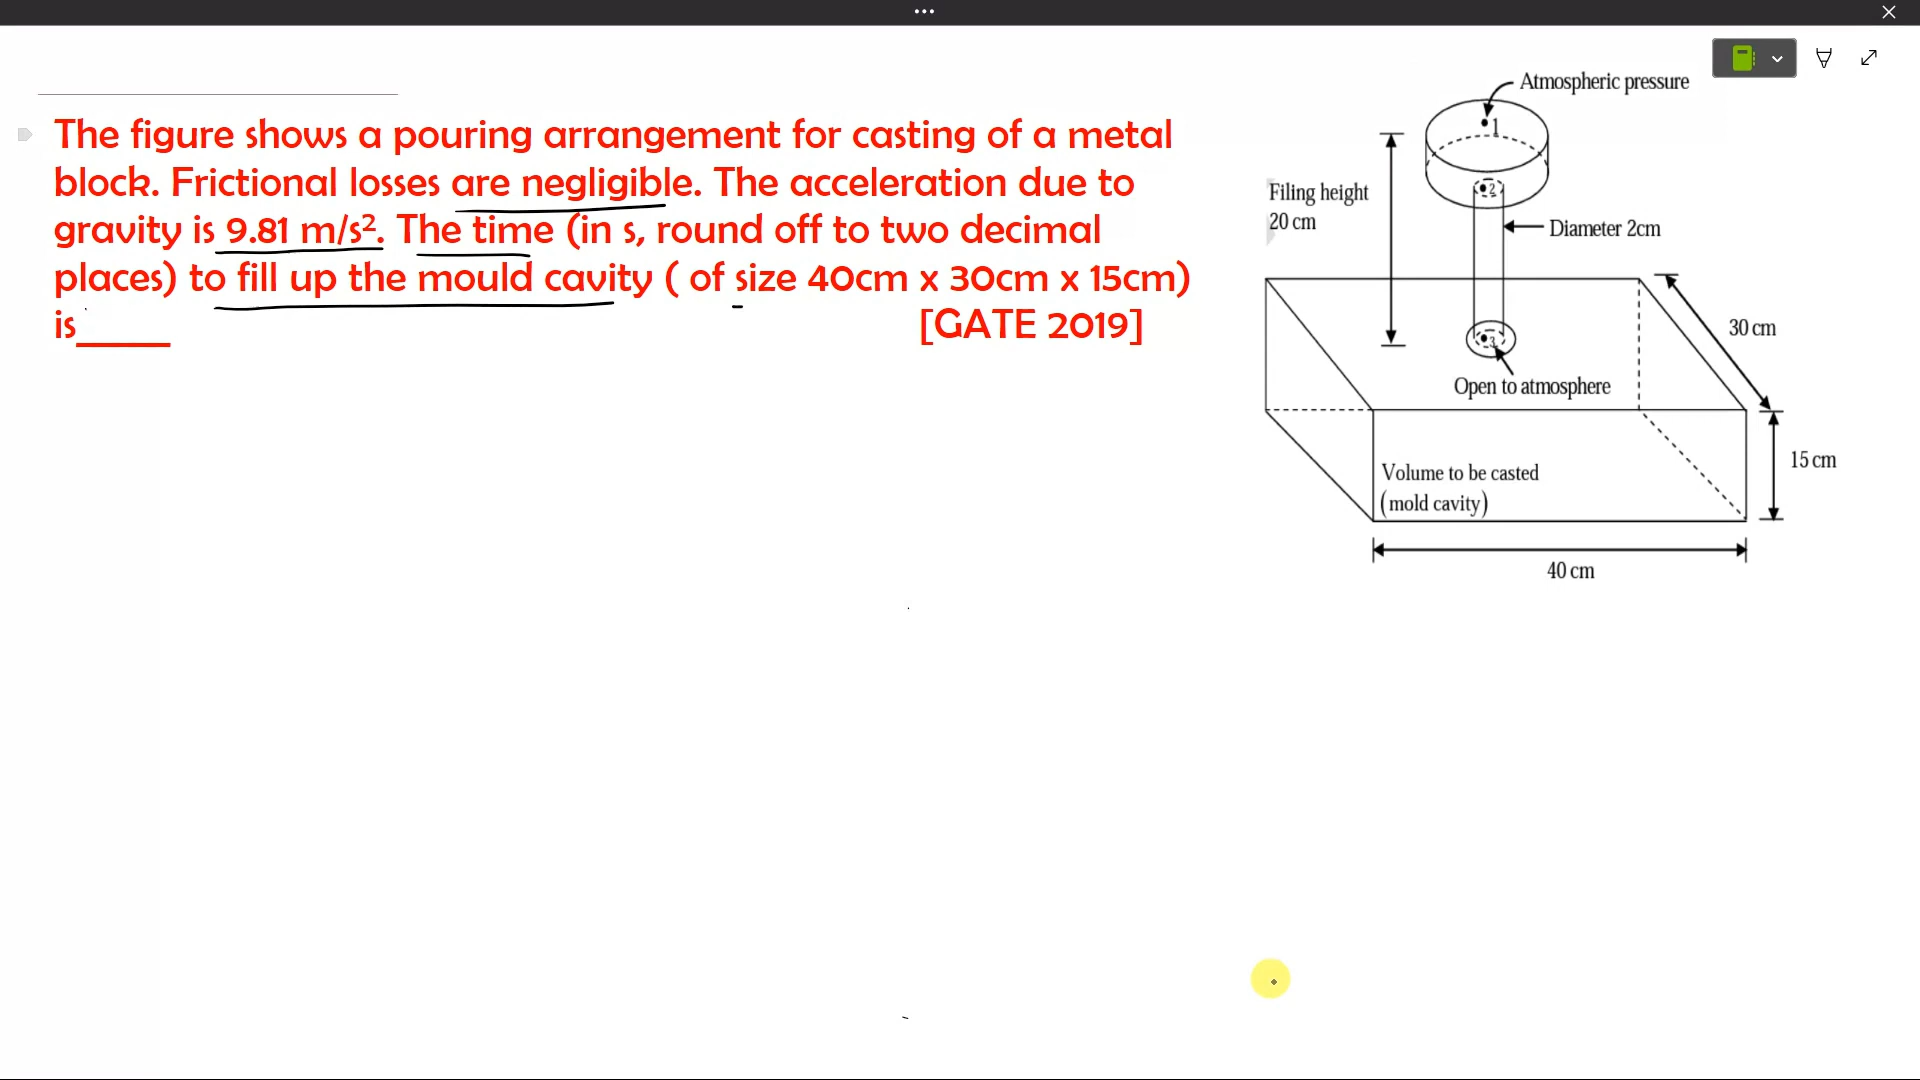 The figure shows a pouring arrangement for casting of a metal
block. Frictional losses are negligible. The acceleration due to
gravity is 9.81 m/s². The time (in s, round off to two decimal
places) to fill up the mould cavity ( of size 40cm x 30cm x 15cm)
is_____ [GATE 2019]
Atmospheric pressure
1
Filing height
20 cm
2
Diameter 2cm
3
Open to atmosphere
30 cm
15 cm
Volume to be casted
(mold cavity)
40 cm